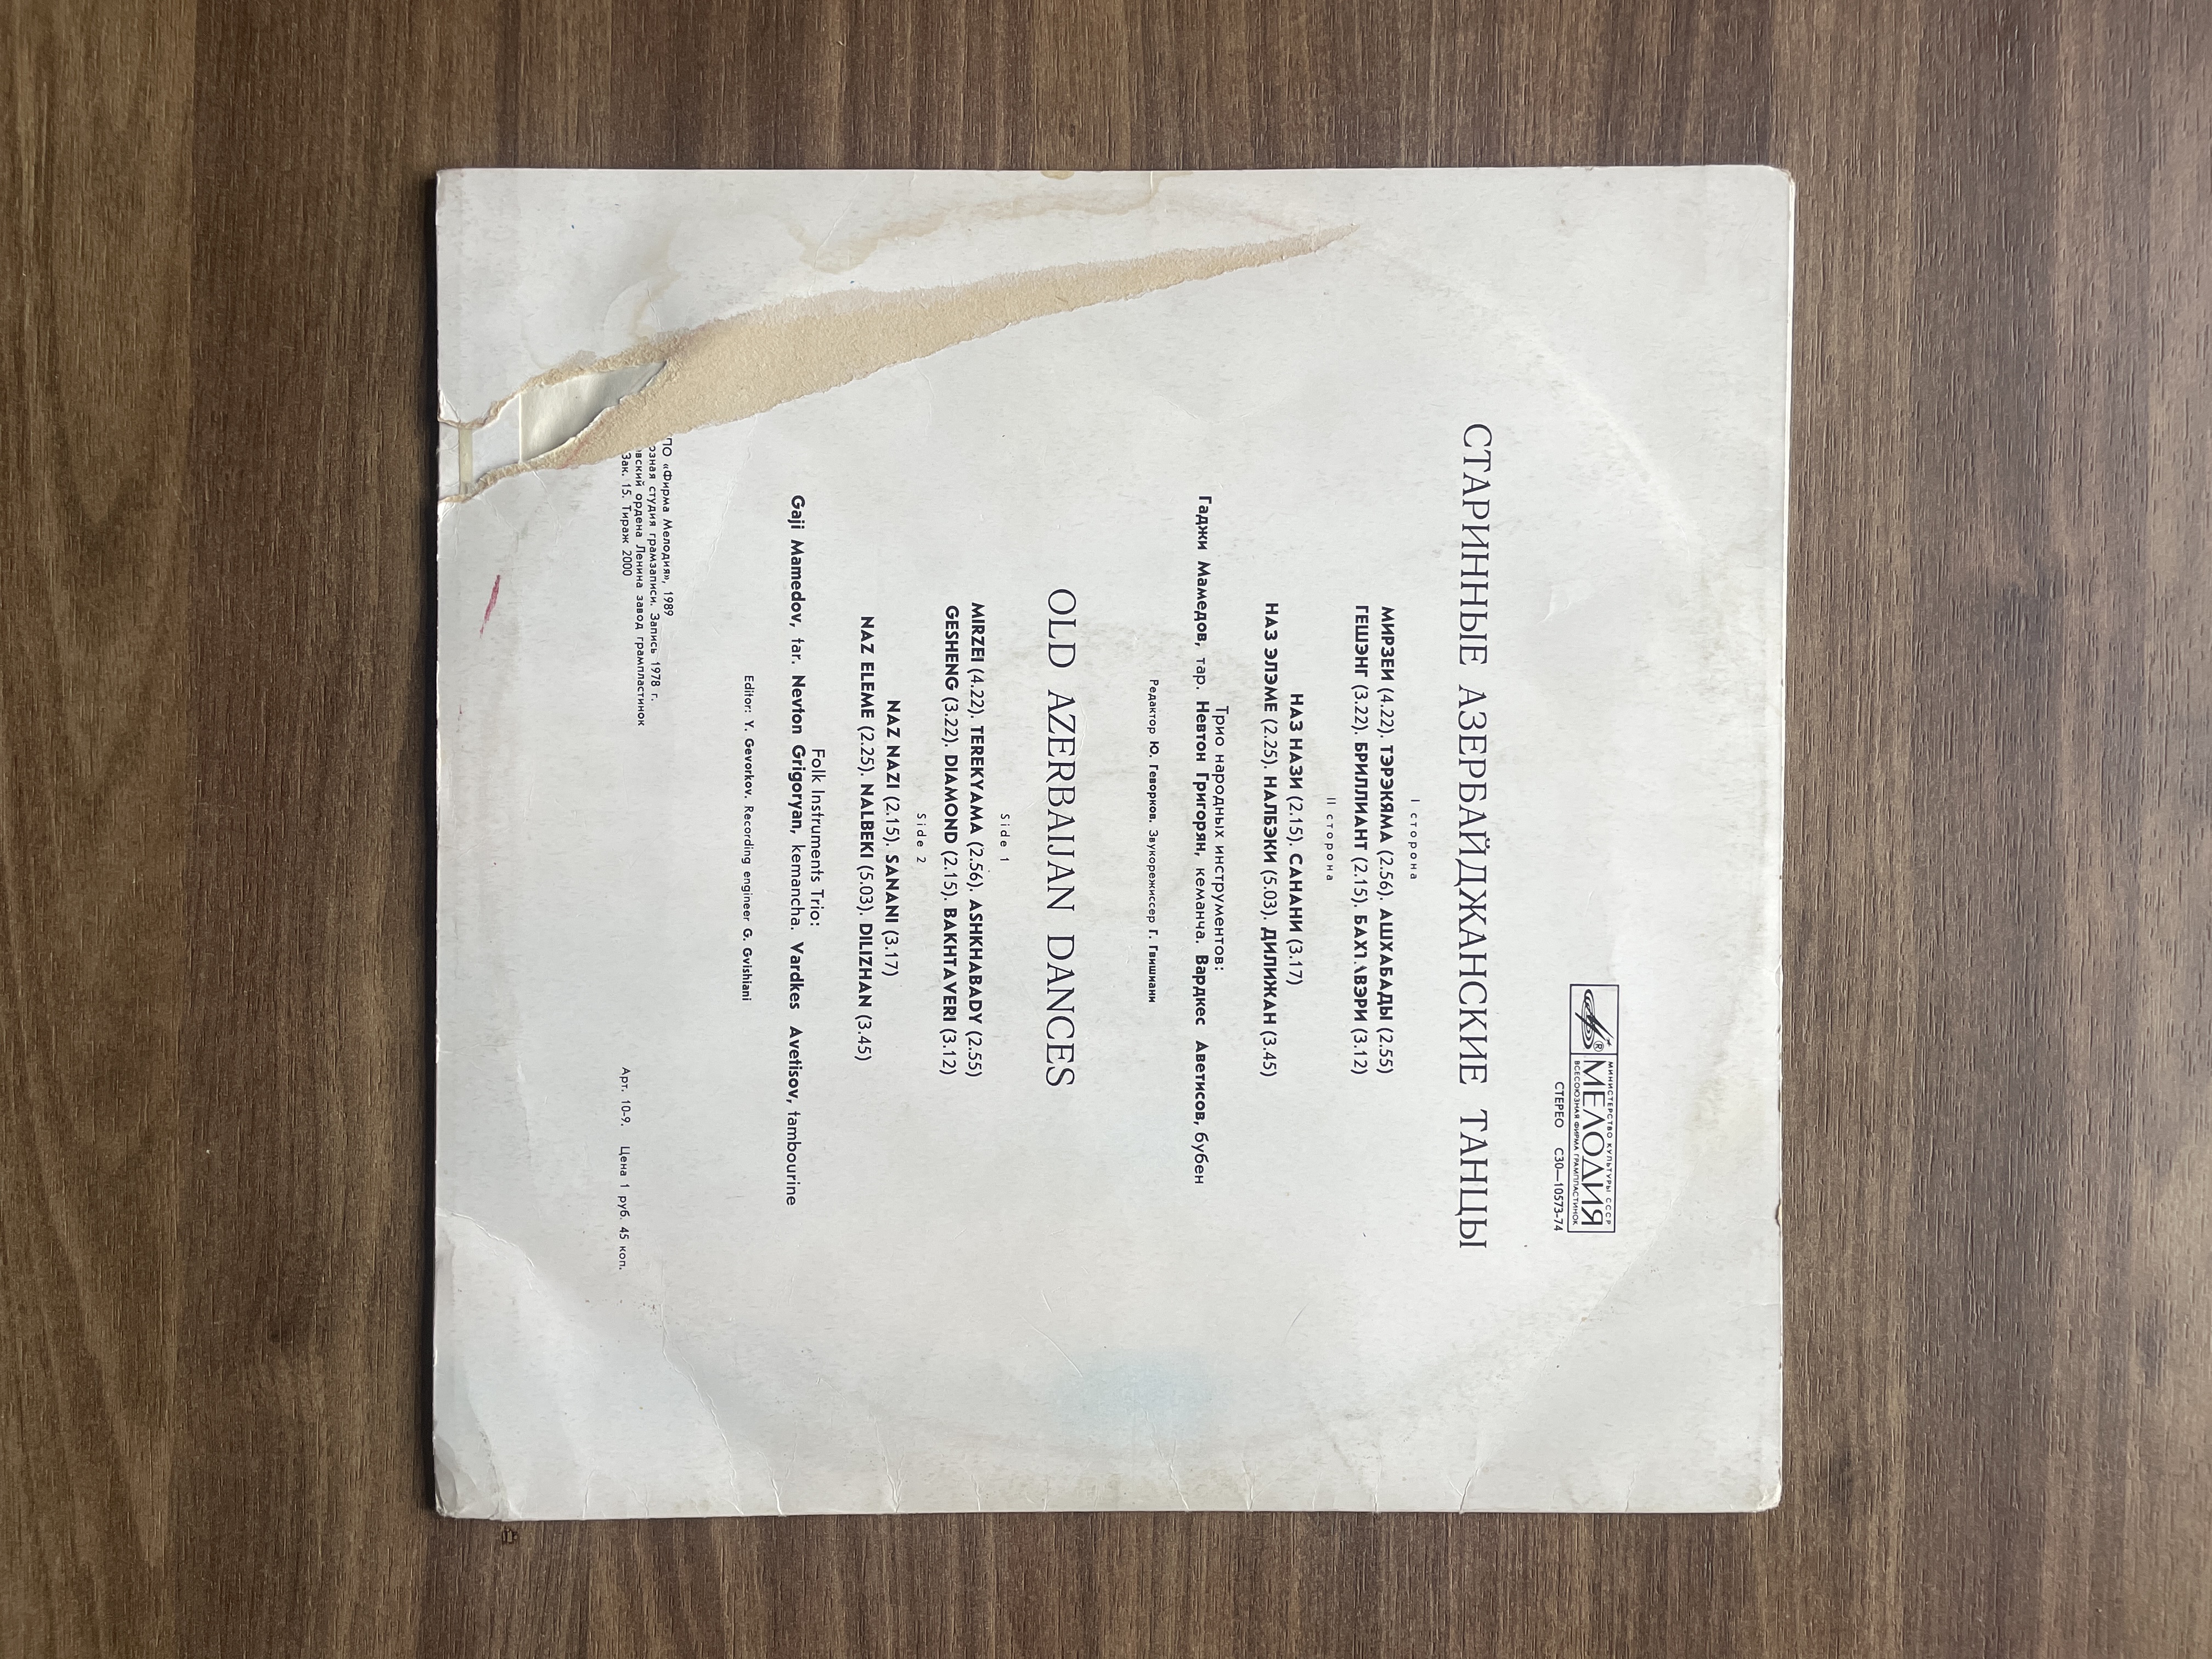 МИНИСТЕРСТВО КУЛЬТУРЫ СССР
МЕЛОДИЯ
ВСЕСОЮЗНАЯ ФИРМА ГРАМПЛАСТИНОК
СТЕРЕО С30—10573-74
СТАРИННЫЕ АЗЕРБАЙДЖАНСКИЕ ТАНЦЫ
I сторона
МИРЗЕИ (4.22). ТЭРЭКЯМА (2.56). АШХАБАДЫ (2.55)
ГЕШЭНГ (3.22). БРИЛЛИАНТ (2.15). (3.12)
II сторона
НАЗ НАЗИ (2.15). САНАНИ (3.17)
НАЗ ЭЛЭМЕ (2.25). НАЛБЭКИ (5.03). ДИЛИЖАН (3.45)
Трио народных инструментов:
Гаджи Мамедов, тар. Невтон Григорян, кеманча. Вардкес Аветисов, бубен
Редактор Ю. Геворков. Звукорежиссер Г. Гвишиани
OLD AZERBAIJAN DANCES
Side 1
MIRZEI (4.22). TEREKYAMA (2.56). ASHKHABADY (2.55)
GESHENG (3.22). DIAMOND (2.15). BAKHTAVERI (3.12)
Side 2
NAZ NAZI (2.15). SANANI (3.17)
NAZ ELEME (2.25). NALBEKI (5.03). DILIZHAN (3.45)
Folk Instruments Trio:
Gaji Mamedov, tar. Nevton Grigoryan, kemancha. Vardkes Avetisov, tambourine
Editor: Y. Gevorkov. Recording engineer G. Gvishiani
ПО «Фирма Мелодия», 1989
студия грамзаписи. Запись 1978 г.
ордена Ленина завод грампластинок
Зак. 15. Тираж 2000
Арт. 10-9. Цена 1 руб. 45 коп.